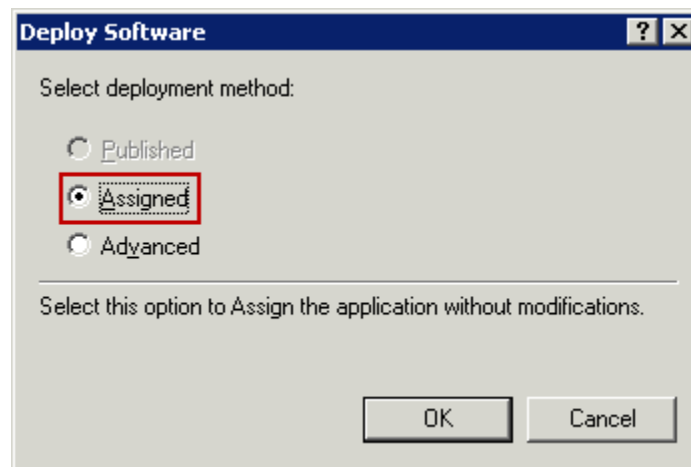 Deploy Software
Select deployment method:
Published
Assigned
Advanced
Select this option to Assign the application without modifications.
OK Cancel